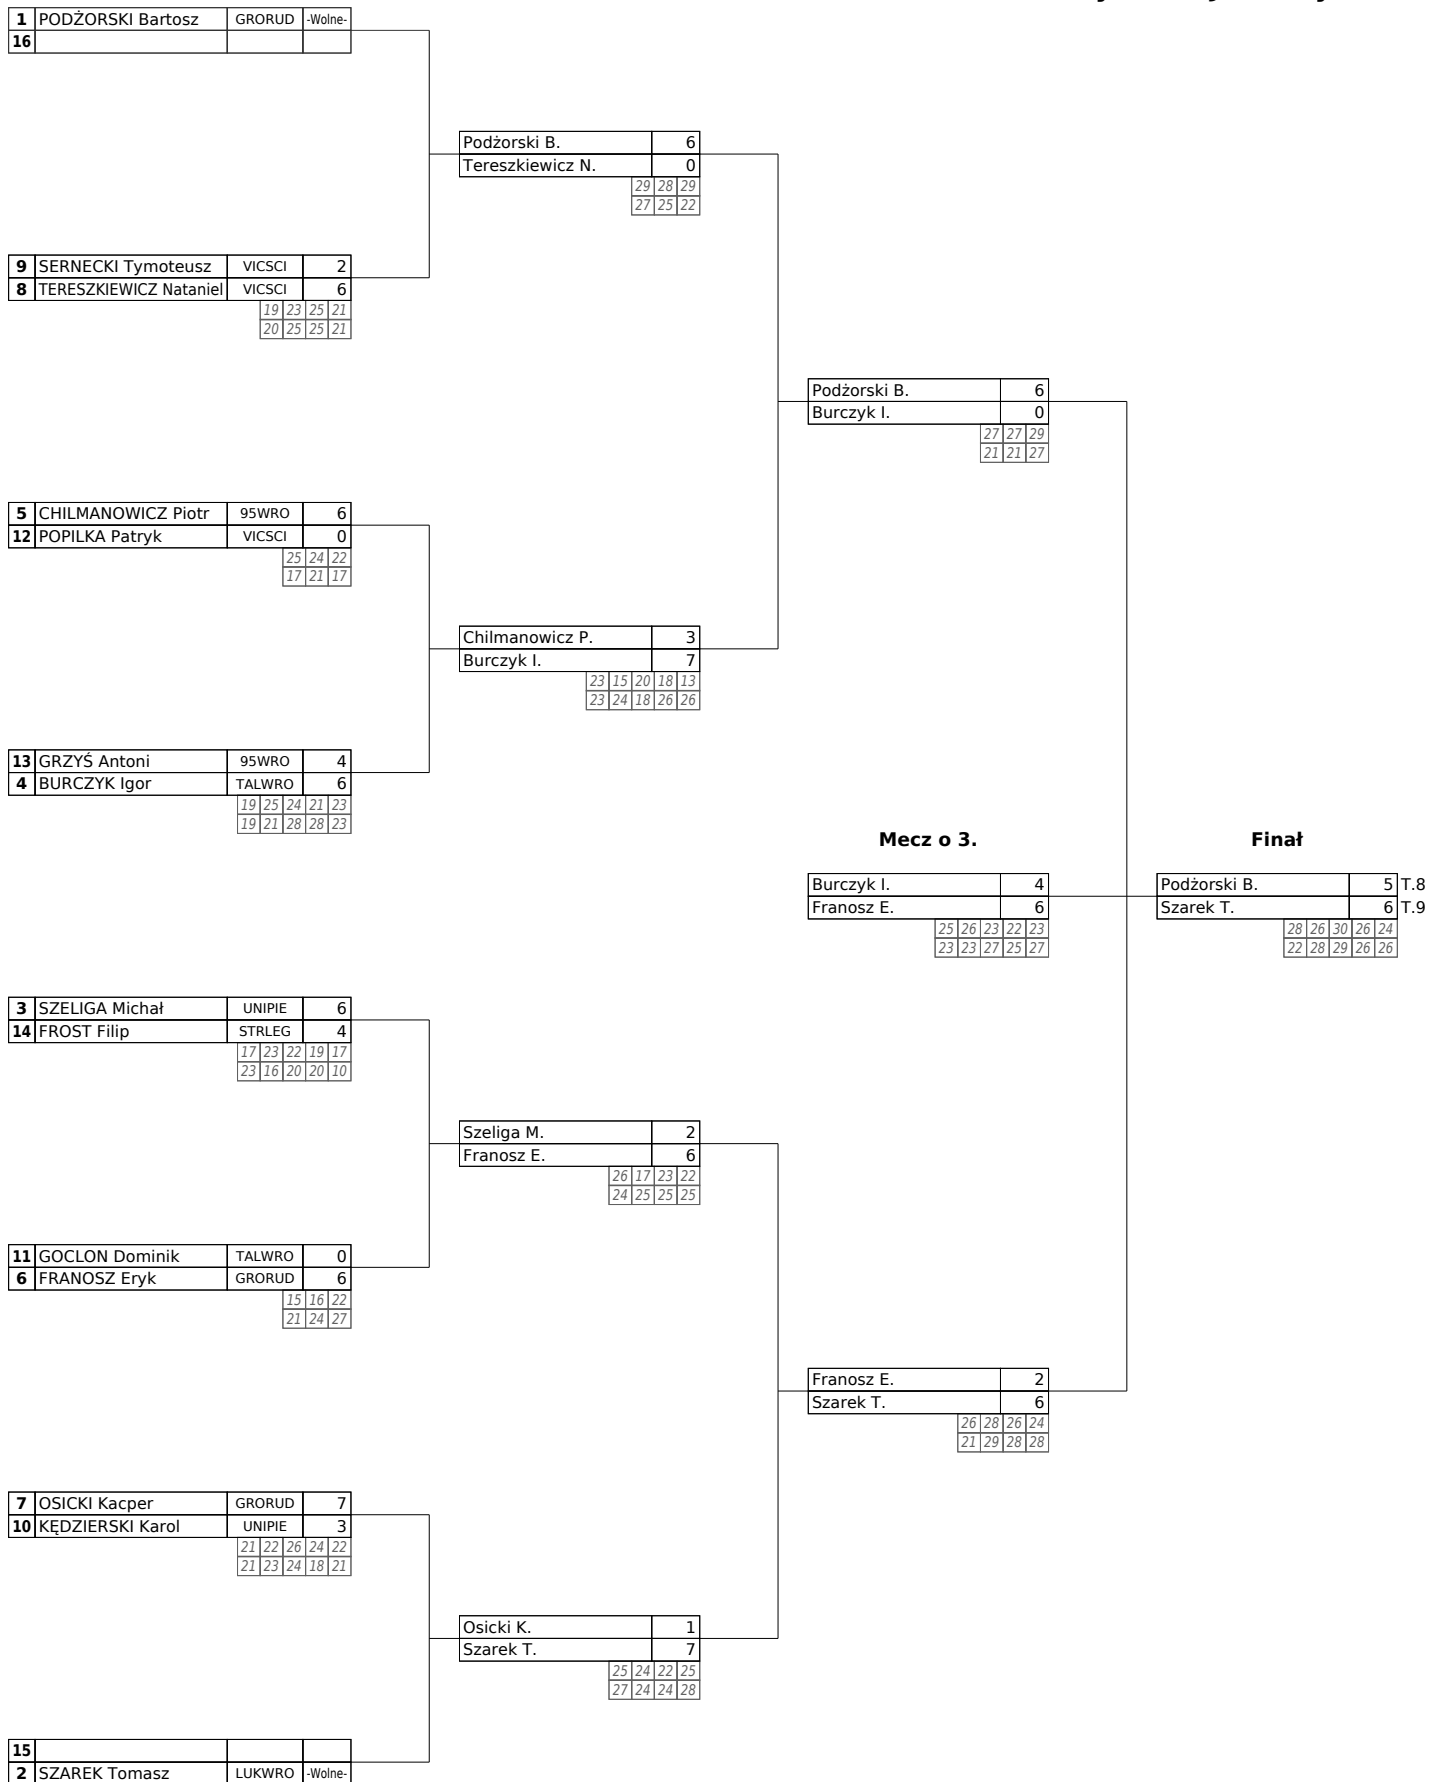 1 PODŻORSKI Bartosz GRORUD -Wolne-
16
Podżorski B. 6
Tereszkiewicz N. 0
29 28 29
27 25 22
9 SERNECKI Tymoteusz VICSCI 2
8 TERESZKIEWICZ Nataniel VICSCI 6
19 23 25 21
20 25 25 21
Podżorski B. 6
Burczyk I. 0
27 27 29
21 21 27
5 CHILMANOWICZ Piotr 95WRO 6
12 POPILKA Patryk VICSCI 0
25 24 22
17 21 17
Chilmanowicz P. 3
Burczyk I. 7
23 15 20 18 13
23 24 18 26 26
13 GRZYŚ Antoni 95WRO 4
4 BURCZYK Igor TALWRO 6
19 25 24 21 23
19 21 28 28 23
Mecz o 3. Finał
Burczyk I. 4 Podżorski B. 5 T.8
Franosz E. 6 Szarek T. 6 T.9
25 26 23 22 23 28 26 30 26 24
23 23 27 25 27 22 28 29 26 26
3 SZELIGA Michał UNIPIE 6
14 FROST Filip STRLEG 4
17 23 22 19 17
23 16 20 20 10
Szeliga M. 2
Franosz E. 6
26 17 23 22
24 25 25 25
11 GOCLON Dominik TALWRO 0
6 FRANOSZ Eryk GRORUD 6
15 16 22
21 24 27
Franosz E. 2
Szarek T. 6
26 28 26 24
21 29 28 28
7 OSICKI Kacper GRORUD 7
10 KĘDZIERSKI Karol UNIPIE 3
21 22 26 24 22
21 23 24 18 21
Osicki K. 1
Szarek T. 7
25 24 22 25
27 24 24 28
15
2 SZAREK Tomasz LUKWRO -Wolne-